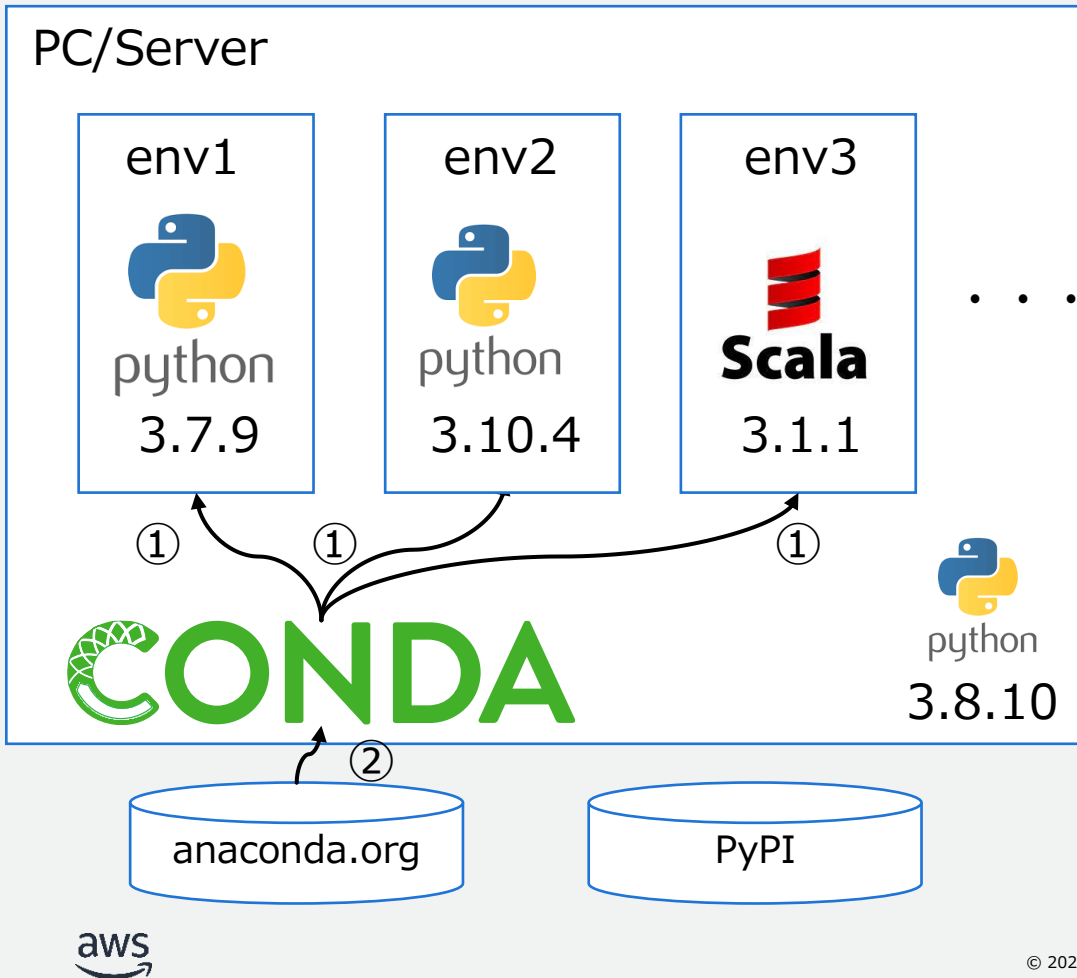 PC/Server
env1
env2
env3
python
python
Scala
. . .
3.7.9
3.10.4
3.1.1
①
①
①
python
CONDA
3.8.10
②
anaconda.org
PyPI
aws
© 202